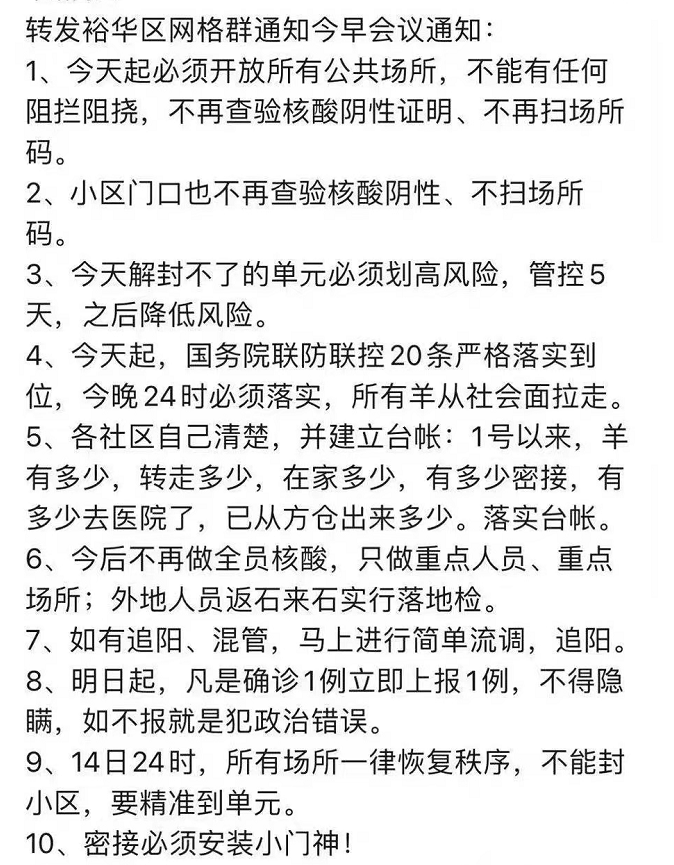 转发裕华区网格群通知今早会议通知：
1、今天起必须开放所有公共场所，不能有任何
阻拦阻挠，不再查验核酸阴性证明、不再扫场所
码。
2、小区门口也不再查验核酸阴性、不扫场所
码。
3、今天解封不了的单元必须划高风险，管控5
天，之后降低风险。
4、今天起，国务院联防联控20条严格落实到
位，今晚24时必须落实，所有羊从社会面拉走。
5、各社区自己清楚，并建立台帐：1号以来，羊
有多少，转走多少，在家多少，有多少密接，有
多少去医院了，已从方仓出来多少。落实台帐。
6、今后不再做全员核酸，只做重点人员、重点
场所；外地人员返石来石实行落地检。
7、如有追阳、混管，马上进行简单流调，追阳。
8、明日起，凡是确诊1例立即上报1例，不得隐
瞒，如不报就是犯政治错误。
9、14日24时，所有场所一律恢复秩序，不能封
小区，要精准到单元。
10、密接必须安装小门神！